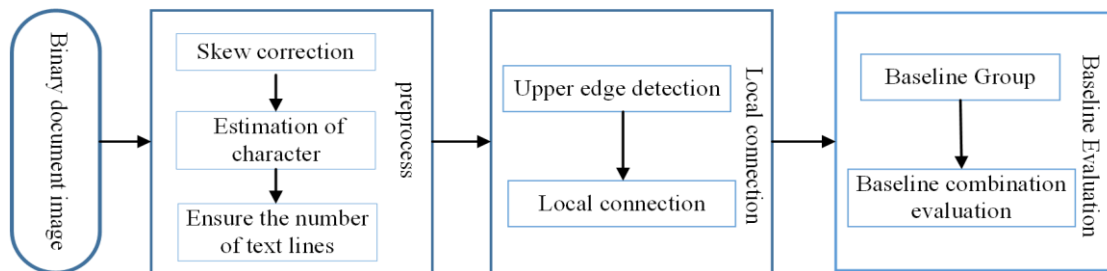 Binary document
image
Skew correction
Estimation of
character
Ensure the number
of text lines
preprocess
Upper edge detection
Local connection
Local connection
Baseline Group
Baseline combination
evaluation
Baseline Evaluation